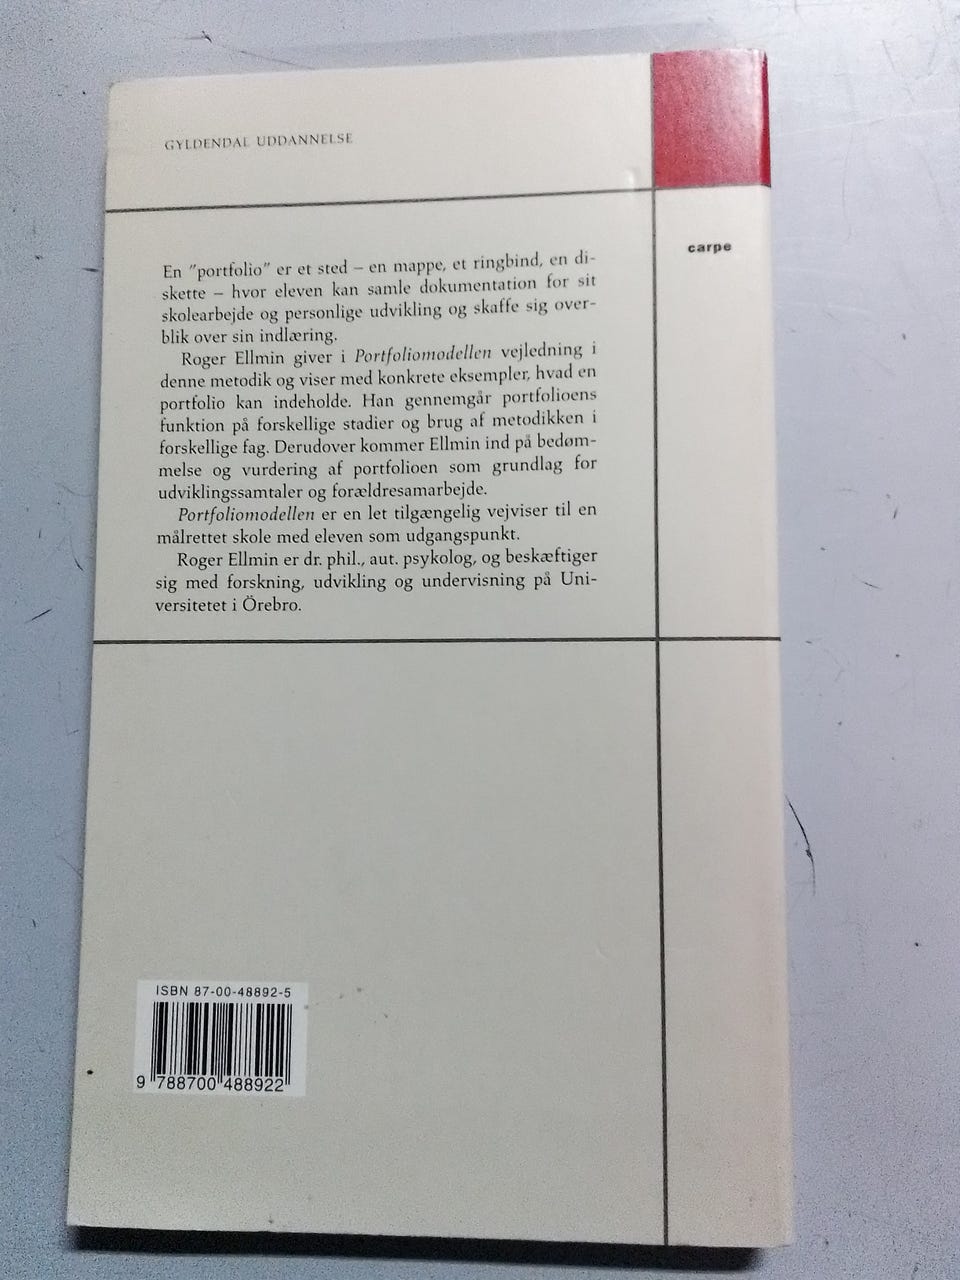 GYLDENDAL UDDANNELSE
carpe
En "portfolio" er et sted – en mappe, et ringbind, en di-
skette – hvor eleven kan samle dokumentation for sit
skolearbejde og personlige udvikling og skaffe sig over-
blik over sin indlæring.
Roger Ellmin giver i Portfoliomodellen vejledning i
denne metodik og viser med konkrete eksempler, hvad en
portfolio kan indeholde. Han gennemgår portfolioens
funktion på forskellige stadier og brug af metodikken i
forskellige fag. Derudover kommer Ellmin ind på bedøm-
melse og vurdering af portfolioen som grundlag for
udviklingssamtaler og forældresamarbejde.
Portfoliomodellen er en let tilgængelig vejviser til en
målrettet skole med eleven som udgangspunkt.
Roger Ellmin er dr. phil., aut. psykolog, og beskæftiger
sig med forskning, udvikling og undervisning på Uni-
versitetet i Örebro.
ISBN 87-00-48892-5
9 788700 488922